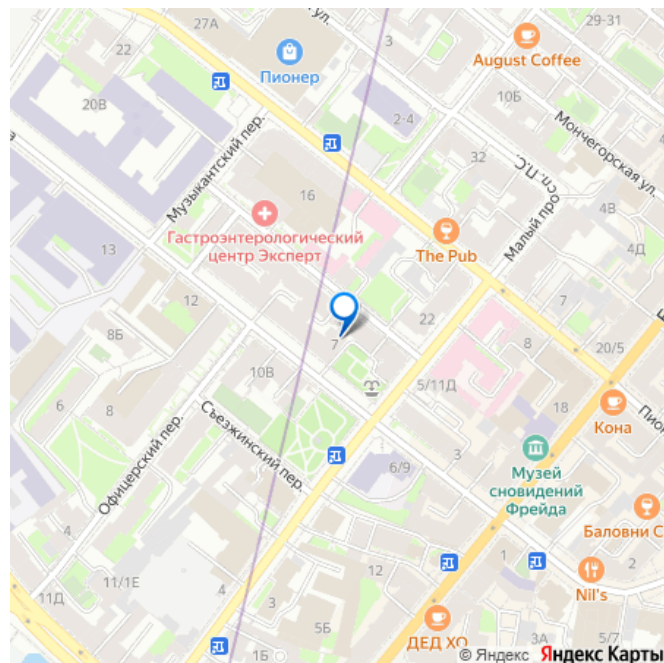 27А
3
29-31
ул.
22
Пионер
August Coffee
20В
10Б
Музыкантский пер.
2-4
Мончегорская ул.
16
32
4В
Гастроэнтерологический
центр Эксперт
The Pub
Малый просп. П.С.
4Д
13
12
7
22
7
8Б
8
20/5
10В
5/11Д
6
8
18
Кона
Съезжинский пер.
Офицерский пер.
3
6/9
Музей
сновидений
Фрейда
Баловни С
4
1
12
11/1Е
Nil's
11Д
4
5Б
3А
5/7
1Б
ДЕД ХО
© Яндекс Яндекс Карты